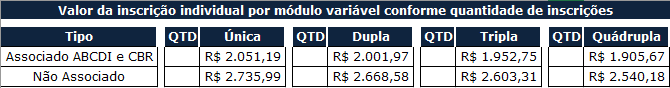 Valor da inscrição individual por módulo variável conforme quantidade de inscrições
Tipo QTD Única QTD Dupla QTD Tripla QTD Quádrupla
Associado ABCDI e CBR R$ 2.051,19 R$ 2.001,97 R$ 1.952,75 R$ 1.905,67
Não Associado R$ 2.735,99 R$ 2.668,58 R$ 2.603,31 R$ 2.540,18